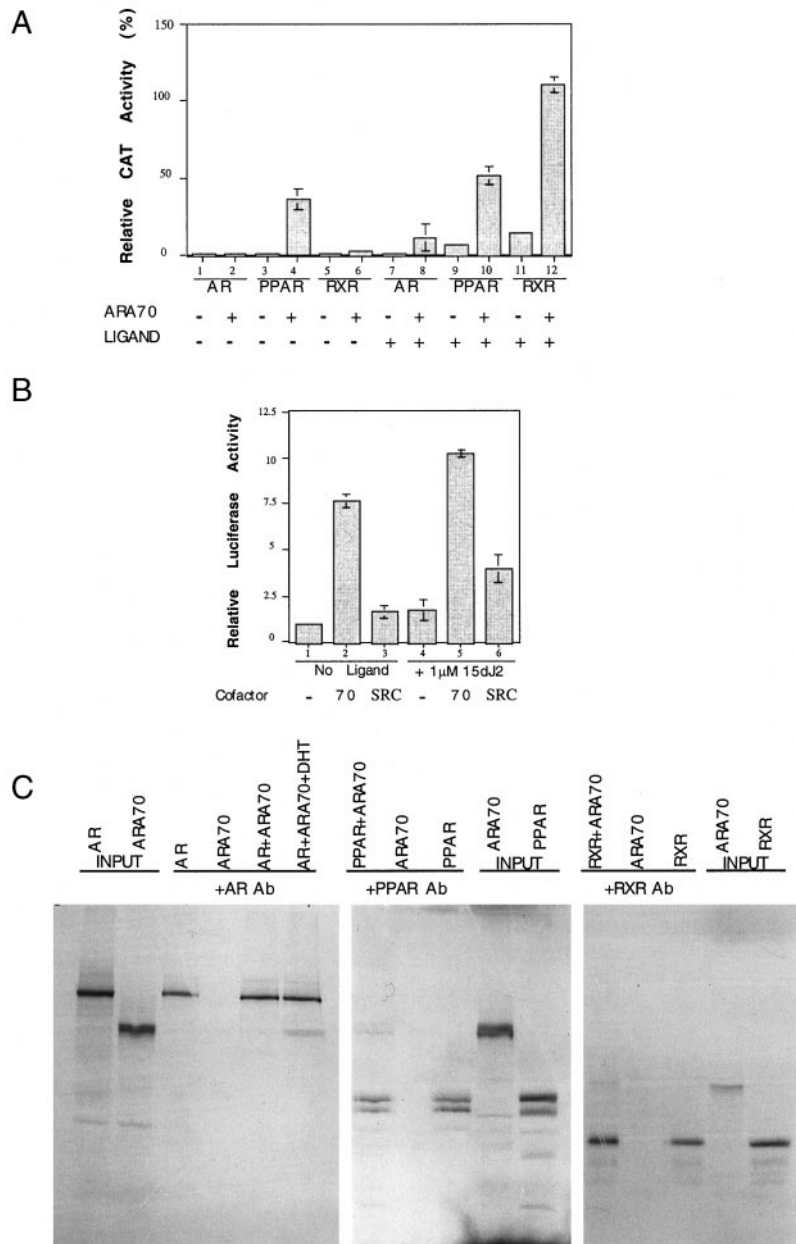 A
Relative CAT Activity (%)
150
100
50
0
1 2 3 4 5 6 7 8 9 10 11 12
AR PPAR RXR AR PPAR RXR
ARA70 - + - + - + - + - + - +
LIGAND - - - - - - + + + + + +
B
Relative Luciferase Activity
12.5
10
7.5
5
2.5
0
1 2 3 4 5 6
No Ligand + 1μM 15dJ2
Cofactor - 70 SRC - 70 SRC
C
AR ARA70 AR ARA70 AR+ARA70 AR+ARA70+DHT PPAR+ARA70 ARA70 PPAR ARA70 PPAR RXR+ARA70 ARA70 RXR ARA70 RXR
INPUT INPUT INPUT
+AR Ab +PPAR Ab +RXR Ab